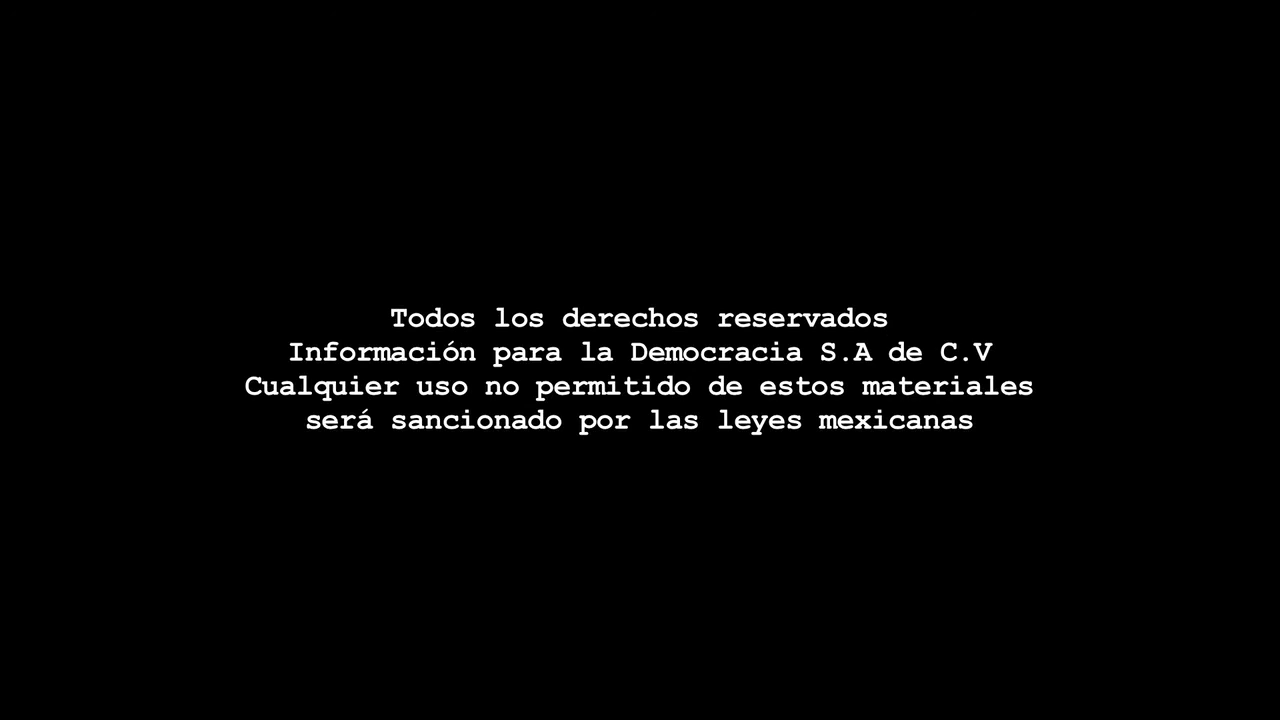 Todos los derechos reservados
Información para la Democracia S.A de C.V
Cualquier uso no permitido de estos materiales
será sancionado por las leyes mexicanas